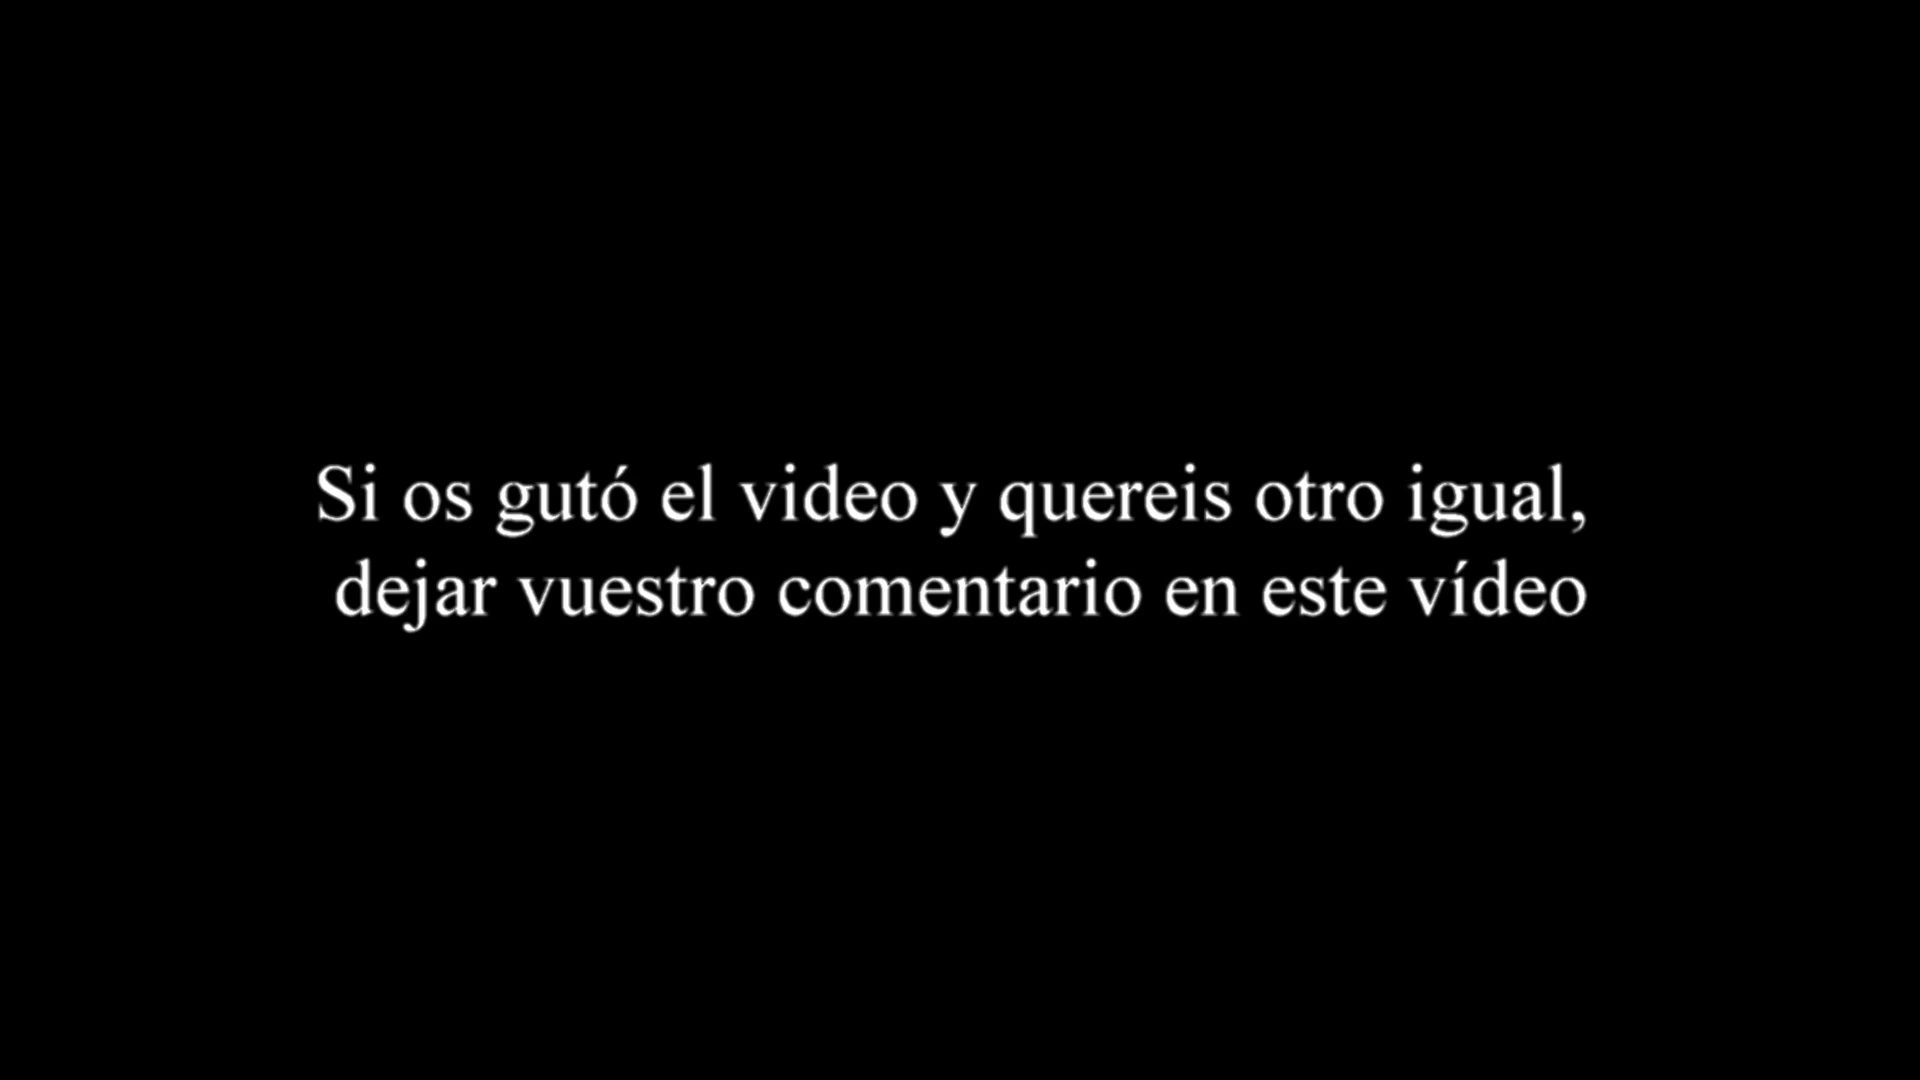 Si os gutó el video y quereis otro igual,
dejar vuestro comentario en este vídeo